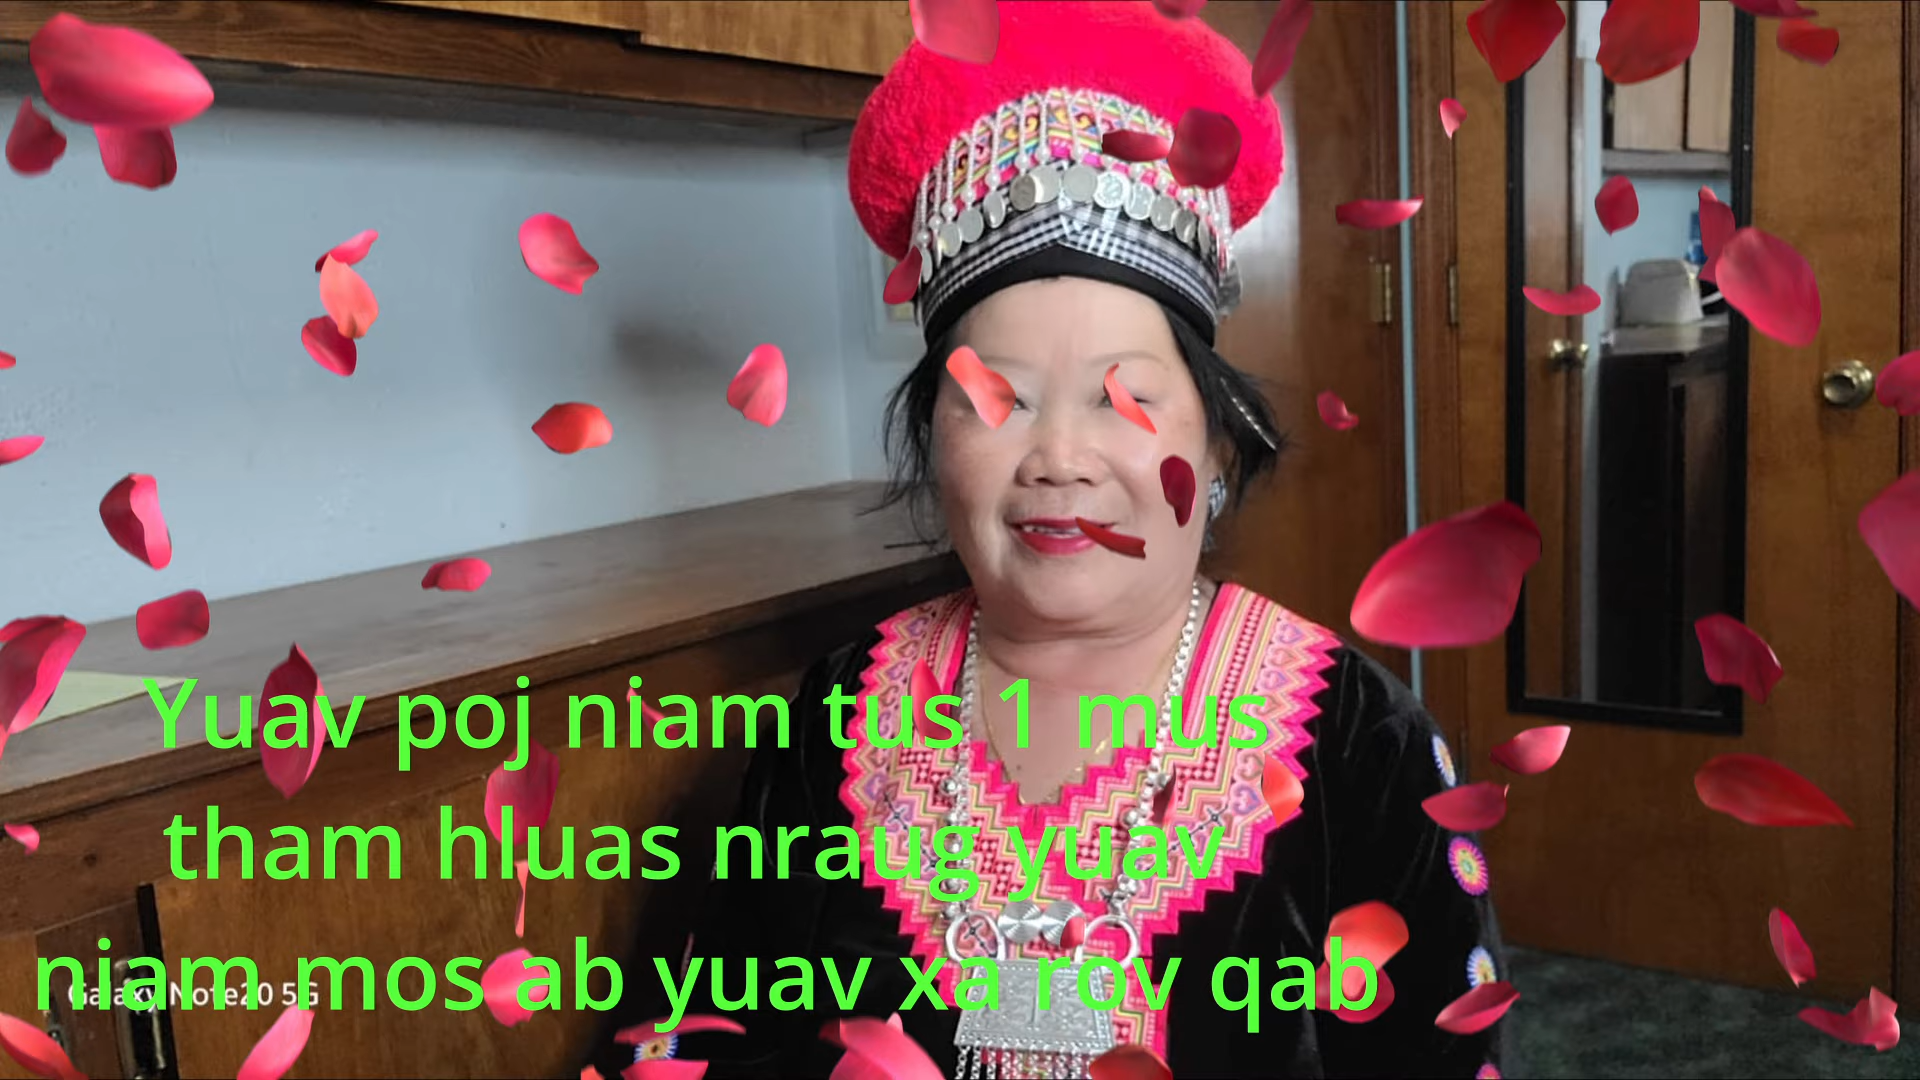 Yuav poj niam tus 1 mus
tham hluas nraug yuav
niam mos ab yuav xa rov qab
Galaxy Note20 5G